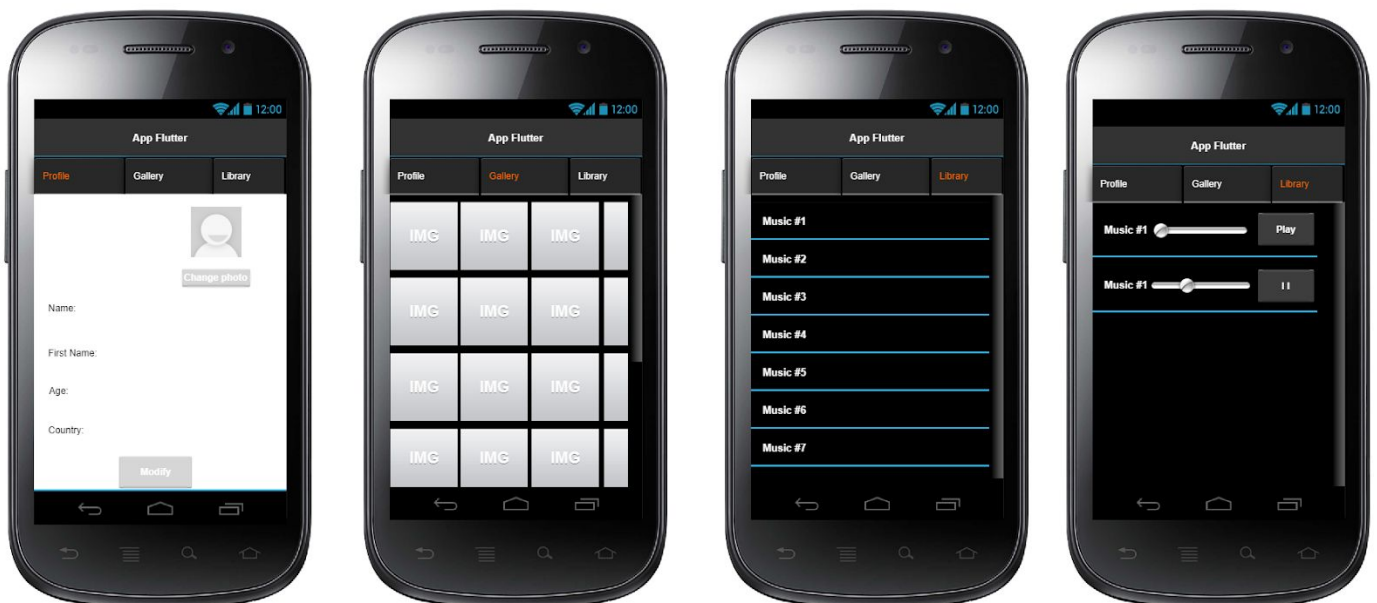 12:00
App Flutter
Profile Gallery Library
Change photo
Name:
First Name:
Age:
Country:
Modify
12:00
App Flutter
Profile Gallery Library
IMG IMG IMG
IMG IMG IMG
IMG IMG IMG
IMG IMG IMG
12:00
App Flutter
Profile Gallery Library
Music #1
Music #2
Music #3
Music #4
Music #5
Music #6
Music #7
12:00
App Flutter
Profile Gallery Library
Music #1 Play
Music #1 II